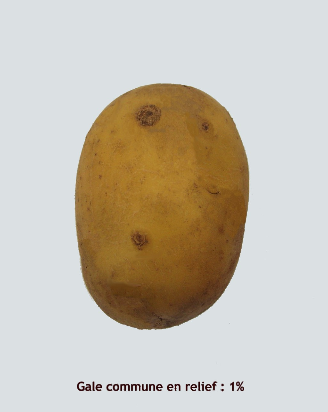 Gale commune en relief : 1%